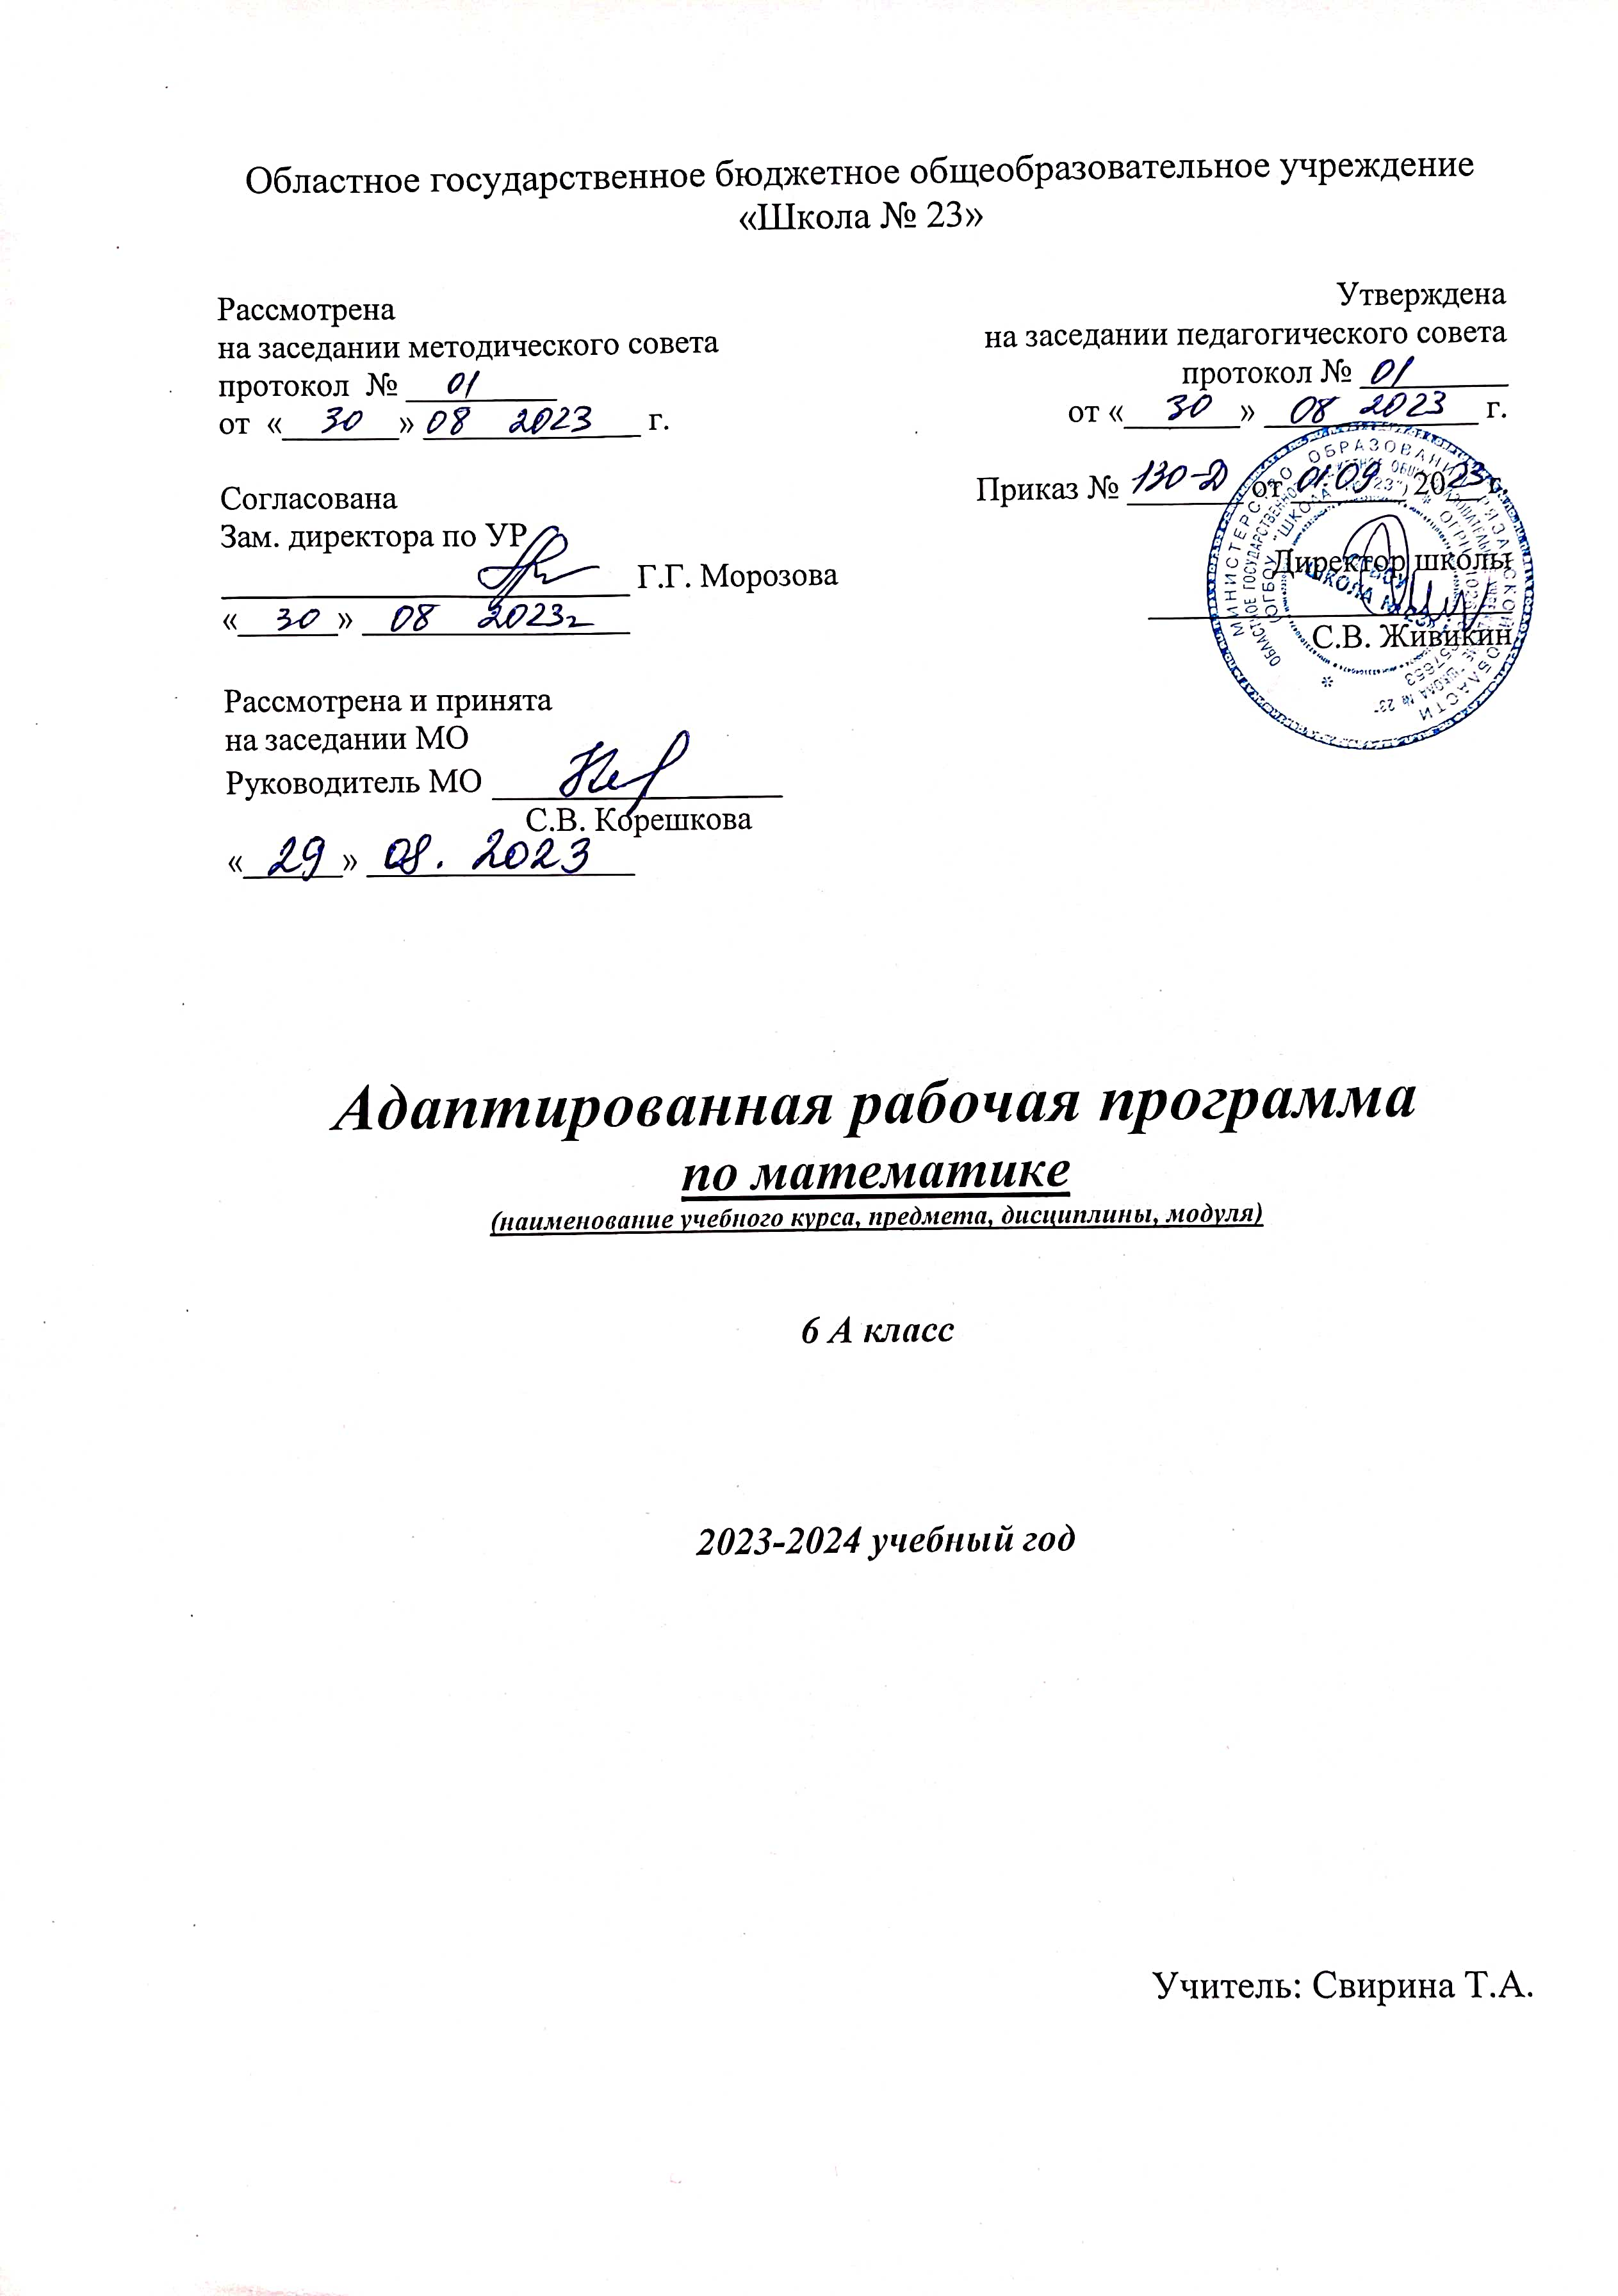 Областное государственное бюджетное общеобразовательное учреждение
«Школа № 23»
Рассмотрена
на заседании методического совета
протокол № 01
от «30» 08 2023 г.
Утверждена
на заседании педагогического совета
протокол № 01
от «30» 08 2023 г.
Приказ № 130-Д от 01.09 2023 г.
Директор школы
С.В. Живикин
МИНИСТЕРСТВО ОБРАЗОВАНИЯ РЯЗАНСКОЙ ОБЛАСТИ
Согласована
Зам. директора по УР
Г.Г. Морозова
«30» 08 2023г
Рассмотрена и принята
на заседании МО
Руководитель МО
С.В. Корешкова
«29» 08. 2023
Адаптированная рабочая программа
по математике
(наименование учебного курса, предмета, дисциплины, модуля)
6 А класс
2023-2024 учебный год
Учитель: Свирина Т.А.